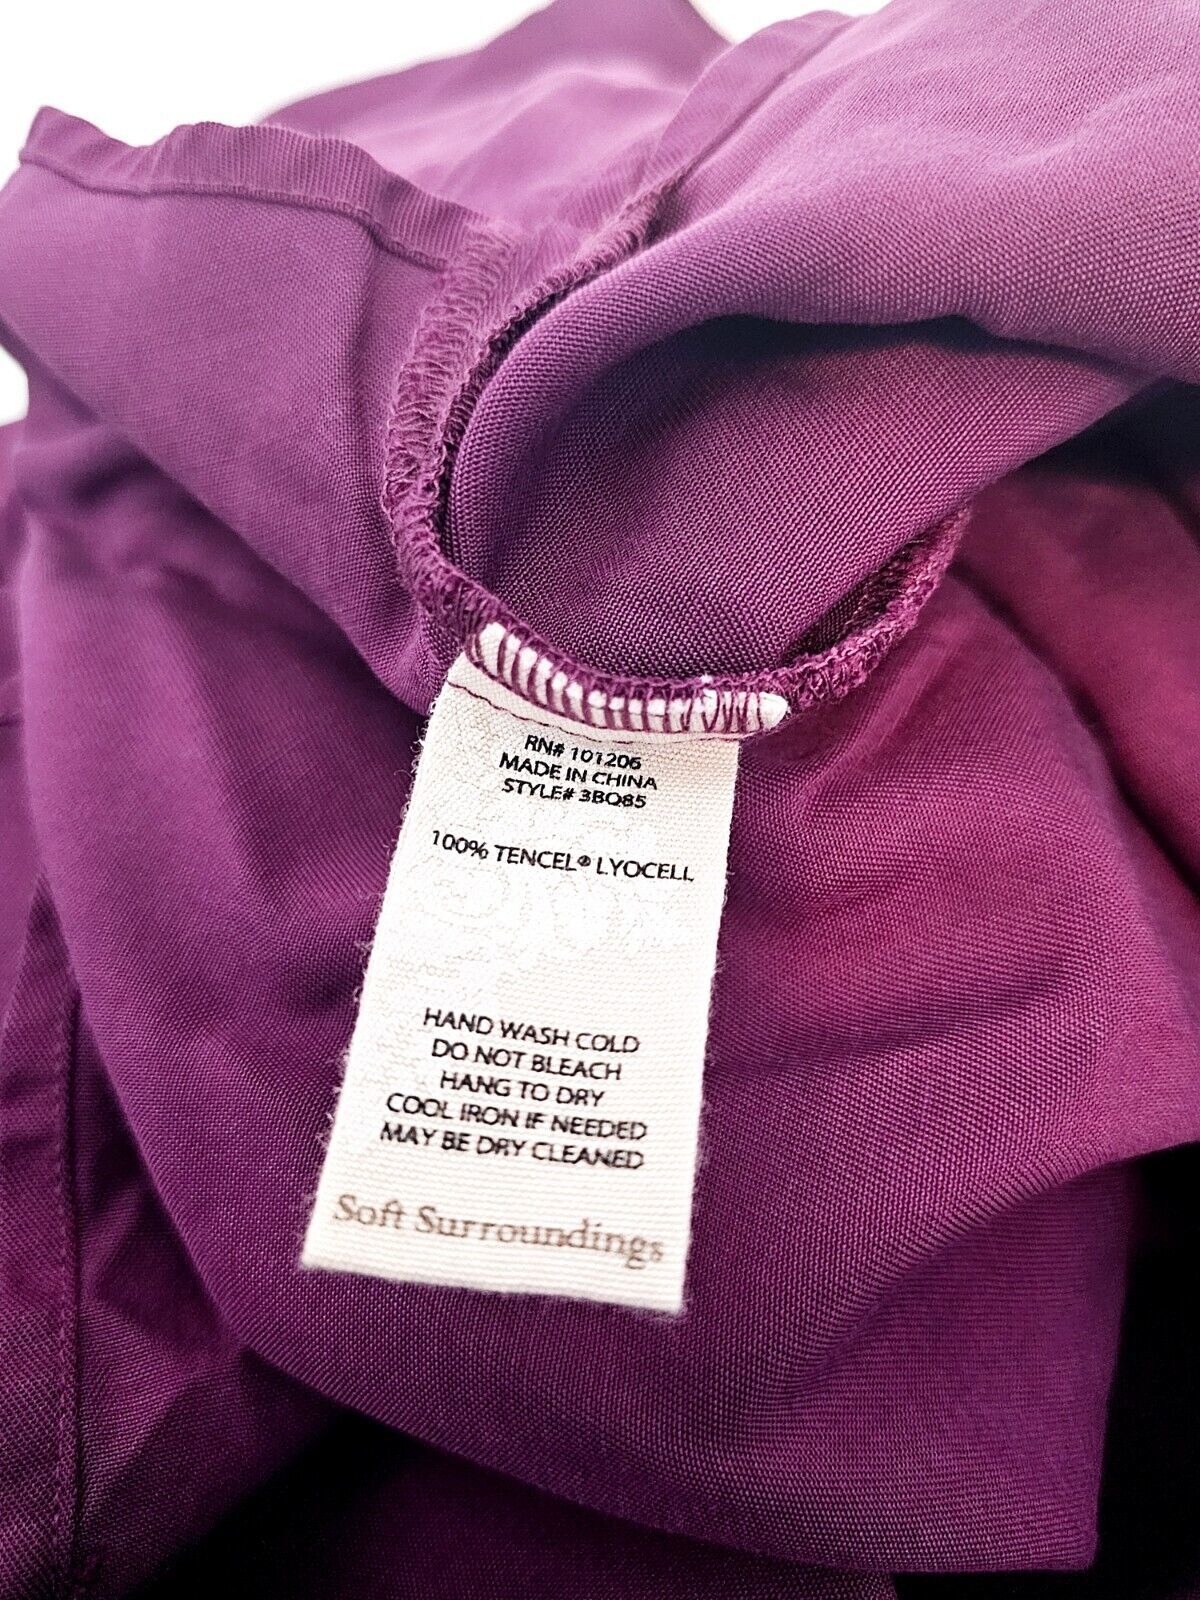 RN# 101206
MADE IN CHINA
STYLE# 3BQ85
100% TENCEL® LYOCELL
HAND WASH COLD
DO NOT BLEACH
HANG TO DRY
COOL IRON IF NEEDED
MAY BE DRY CLEANED
Soft Surroundings